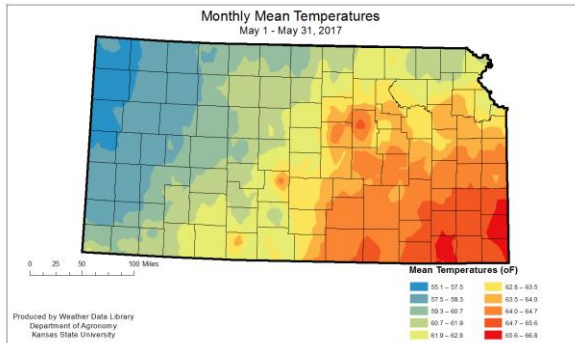 Monthly Mean Temperatures
May 1 - May 31, 2017
0 25 50 100 Miles
Mean Temperatures (oF)
55.1 – 57.5 62.8 – 63.5
57.5 – 59.3 63.5 – 64.0
59.3 – 60.7 64.0 – 64.7
60.7 – 61.9 64.7 – 65.6
61.9 – 62.8 65.6 – 66.8
Produced by Weather Data Library
Department of Agronomy
Kansas State University